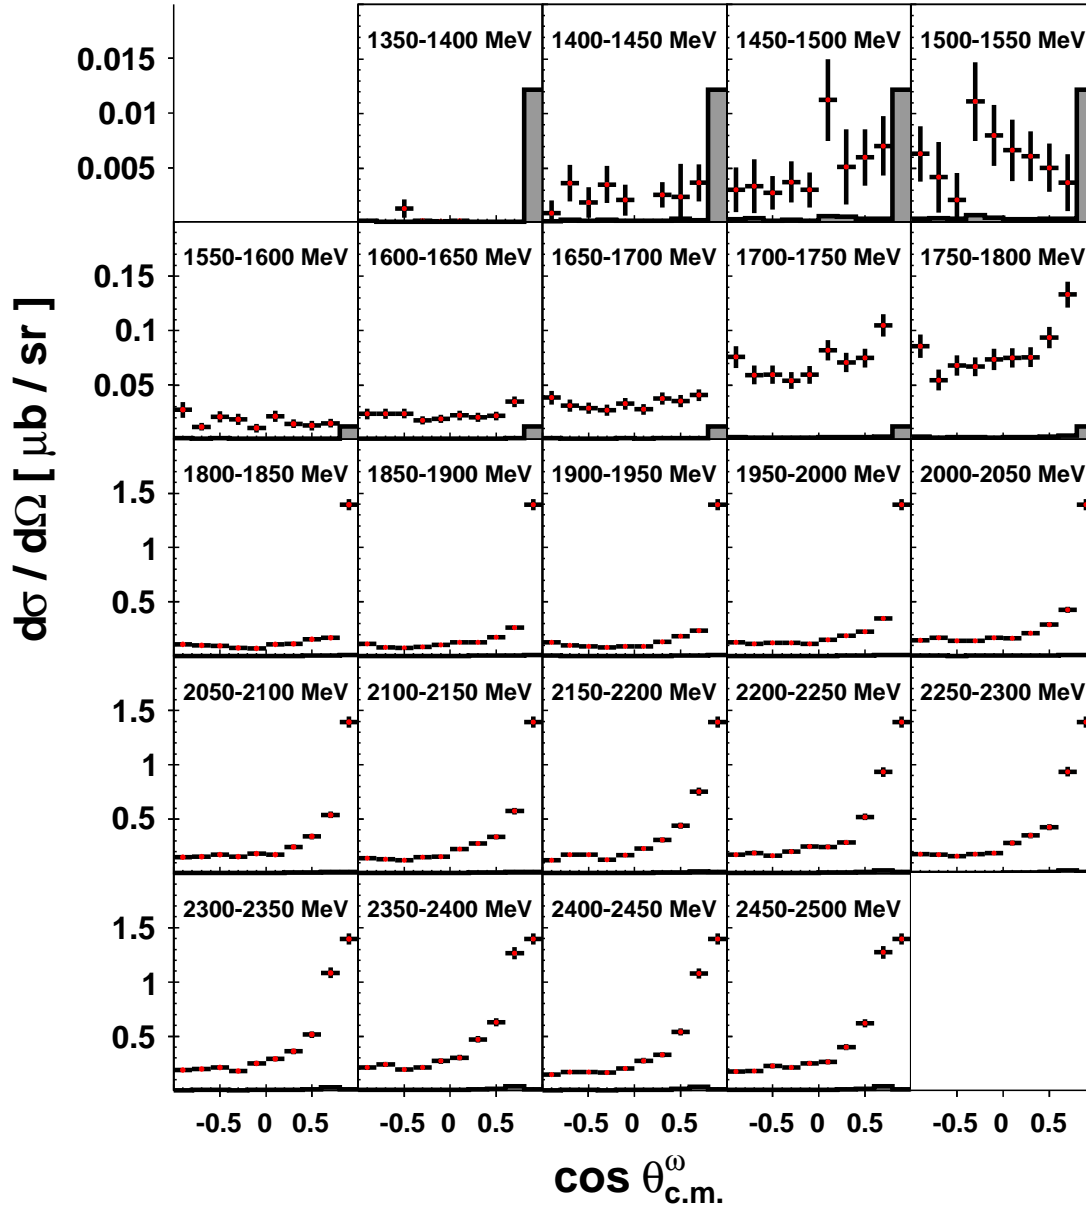 1350-1400 MeV 1400-1450 MeV 1450-1500 MeV 1500-1550 MeV
0.015
0.01
0.005
1550-1600 MeV 1600-1650 MeV 1650-1700 MeV 1700-1750 MeV 1750-1800 MeV
0.15
0.1
0.05
1800-1850 MeV 1850-1900 MeV 1900-1950 MeV 1950-2000 MeV 2000-2050 MeV
1.5
1
0.5
2050-2100 MeV 2100-2150 MeV 2150-2200 MeV 2200-2250 MeV 2250-2300 MeV
1.5
1
0.5
2300-2350 MeV 2350-2400 MeV 2400-2450 MeV 2450-2500 MeV
1.5
1
0.5
-0.5 0 0.5 -0.5 0 0.5 -0.5 0 0.5 -0.5 0 0.5 -0.5 0 0.5
dσ / dΩ [ μb / sr ]
cos θ^ω_c.m.